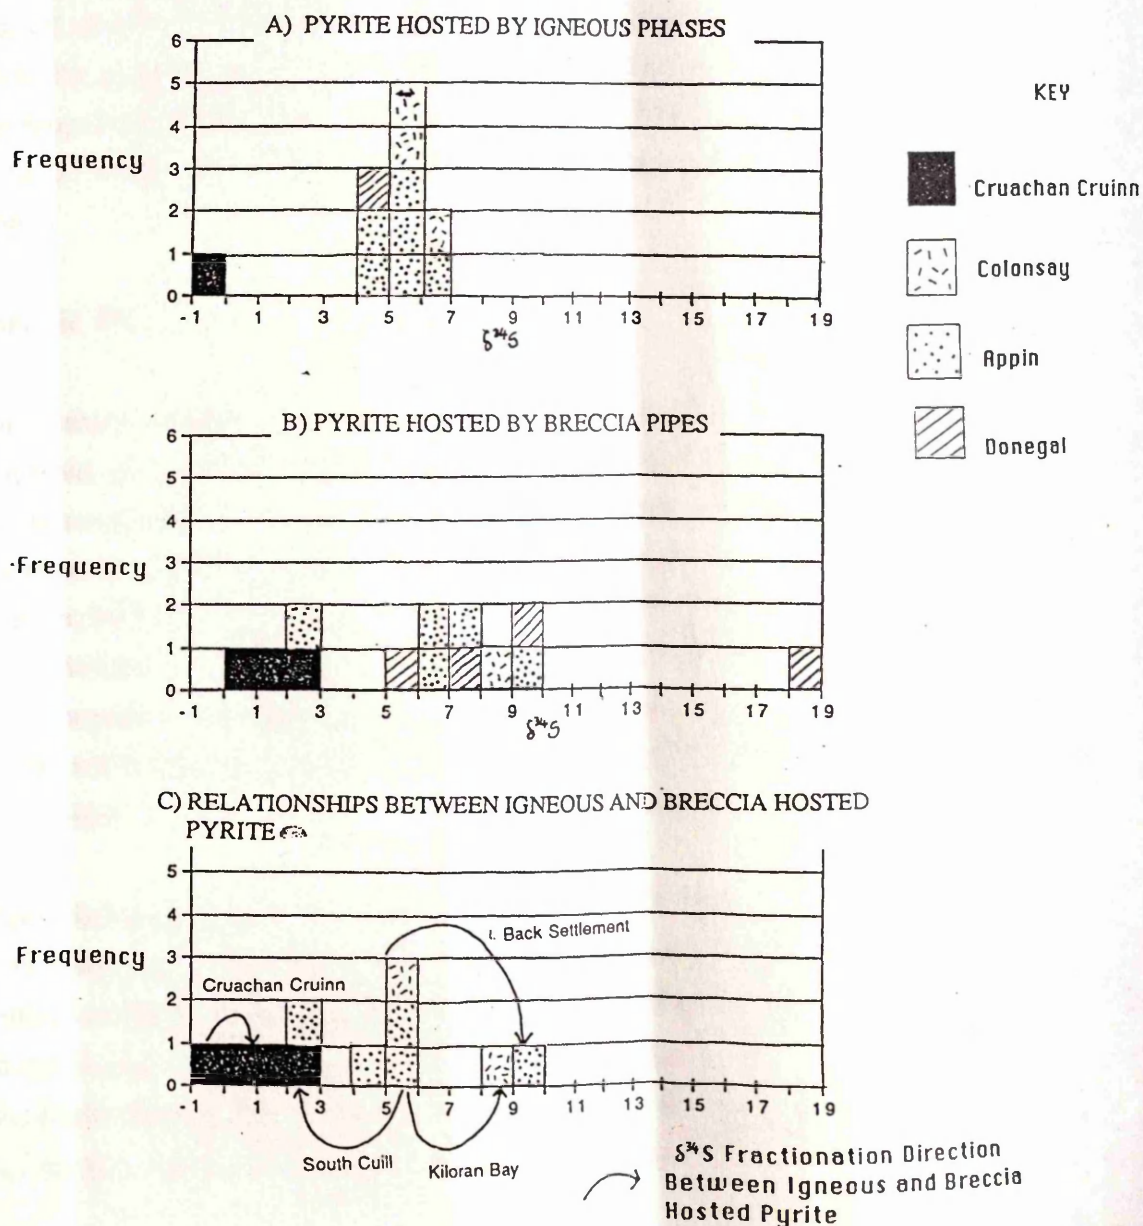 A) PYRITE HOSTED BY IGNEOUS PHASES
6
5
4
3
2
1
0
Frequency
-1 1 3 5 7 9 11 13 15 17 19
δ³⁴S
KEY
Cruachan Cruinn
Colonsay
Appin
Donegal
B) PYRITE HOSTED BY BRECCIA PIPES
6
5
4
3
2
1
0
Frequency
-1 1 3 5 7 9 11 13 15 17 19
δ³⁴S
C) RELATIONSHIPS BETWEEN IGNEOUS AND BRECCIA HOSTED
PYRITE
5
4
3
2
1
0
Frequency
Back Settlement
Cruachan Cruinn
-1 1 3 5 7 9 11 13 15 17 19
South Cuill
Kiloran Bay
δ³⁴S Fractionation Direction
Between Igneous and Breccia
Hosted Pyrite